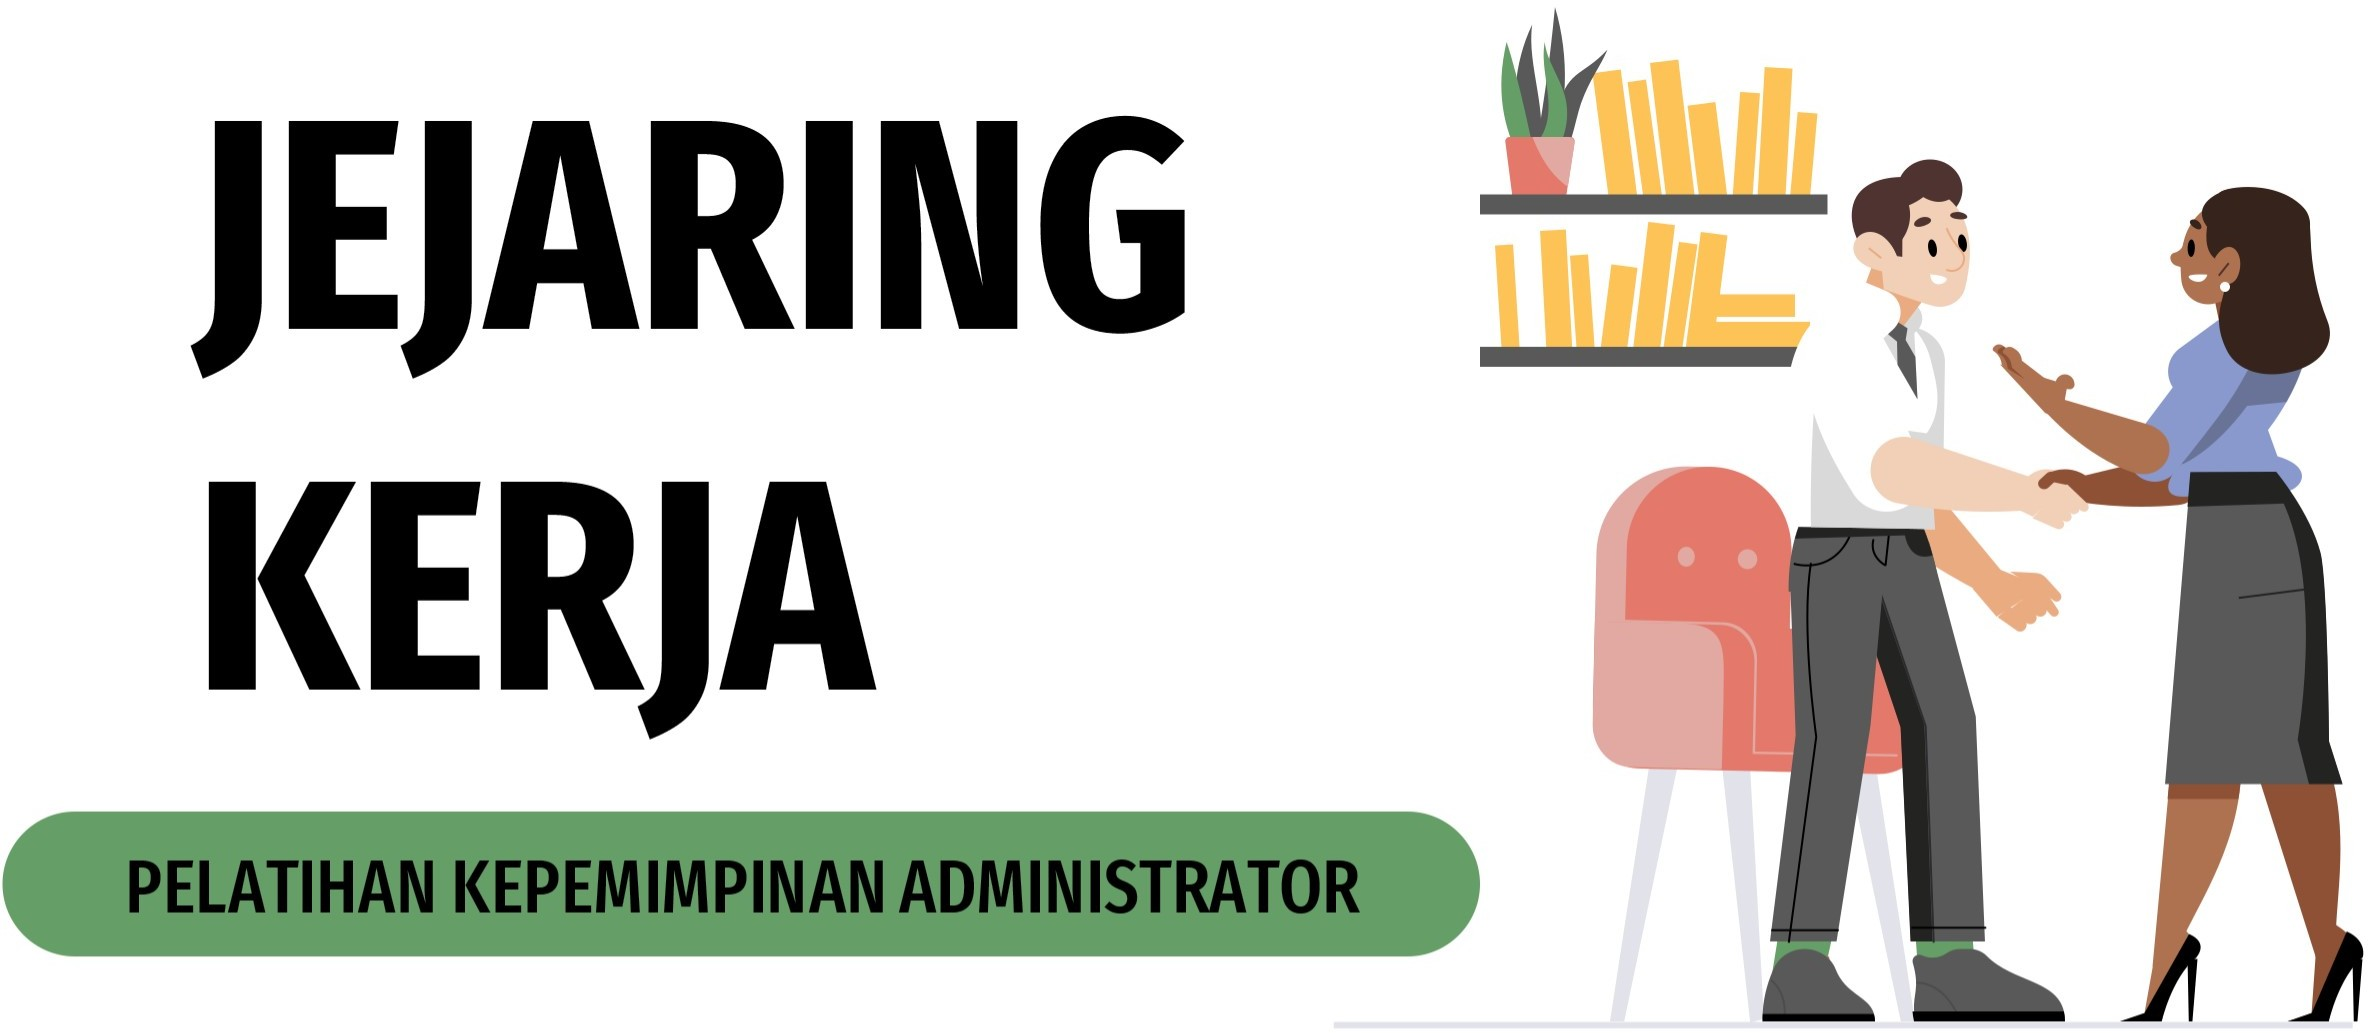 JEJARING
KERJA
PELATIHAN KEPEMIMPINAN ADMINISTRATOR